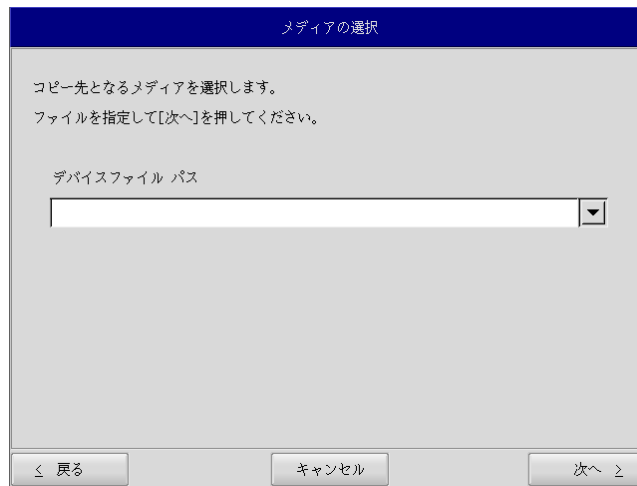 メディアの選択
コピー先となるメディアを選択します。
ファイルを指定して[次へ]を押してください。
デバイスファイル パス
< 戻る
キャンセル
次へ >